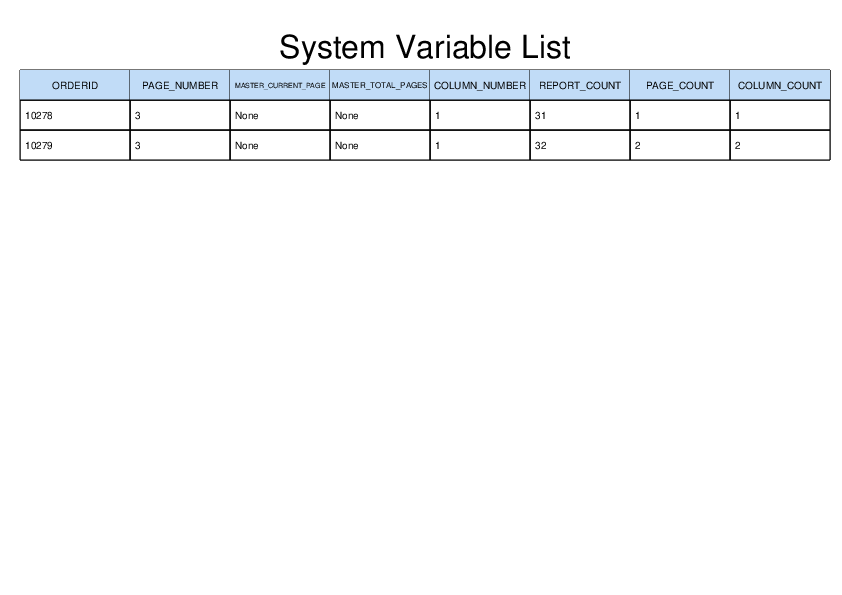 System Variable List
ORDERID PAGE_NUMBER MASTER_CURRENT_PAGE MASTER_TOTAL_PAGES COLUMN_NUMBER REPORT_COUNT PAGE_COUNT COLUMN_COUNT
10278 3 None None 1 31 1 1
10279 3 None None 1 32 2 2